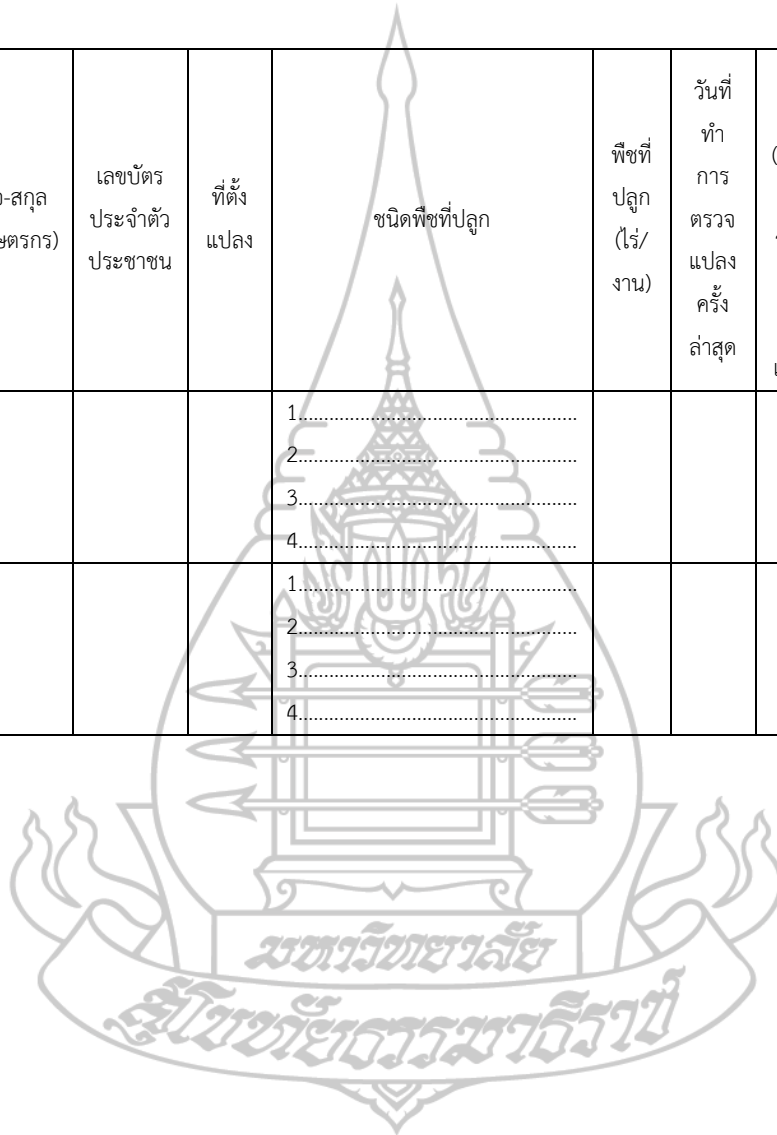 -สกุล
ษตรกร)
เลขบัตร
ประจำตัว
ประชาชน
ที่ตั้ง
แปลง
ชนิดพืชที่ปลูก
พืชที่
ปลูก
(ไร่/
งาน)
วันที่
ทำ
การ
ตรวจ
แปลง
ครั้ง
ล่าสุด
(
1........................................................
2........................................................
3........................................................
4........................................................
1........................................................
2........................................................
3........................................................
4........................................................
มหาวิทยาลัย
สุโขทัยธรรมาธิราช